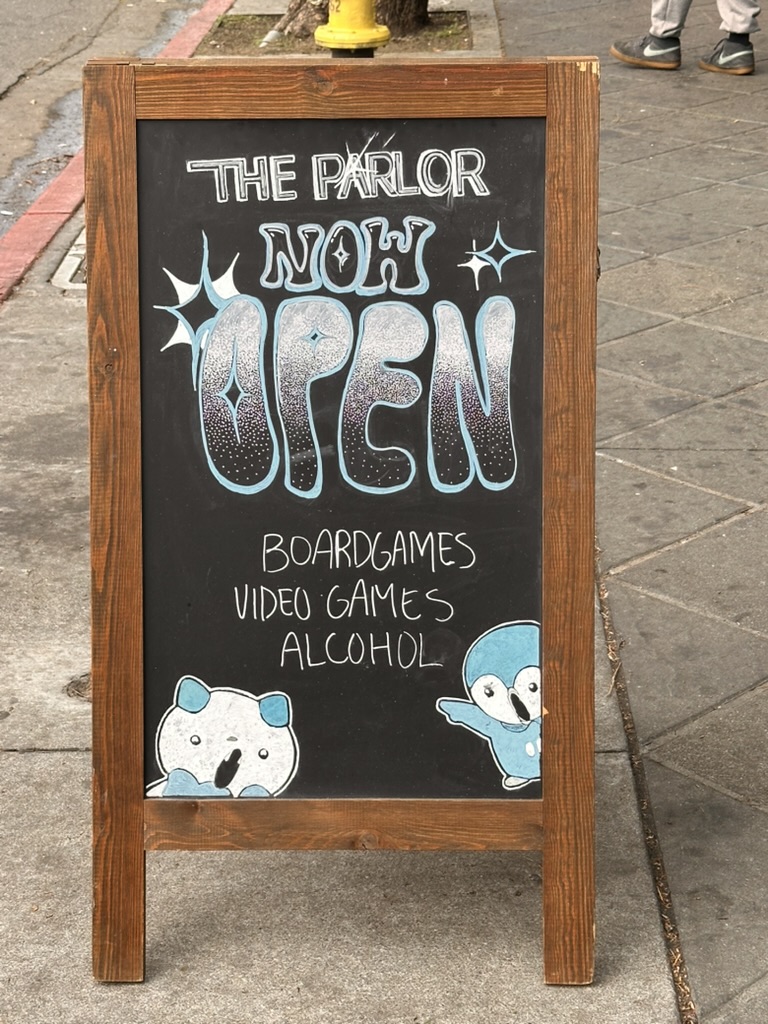 THE PARLOR
NOW
OPEN
BOARDGAMES
VIDEO GAMES
ALCOHOL